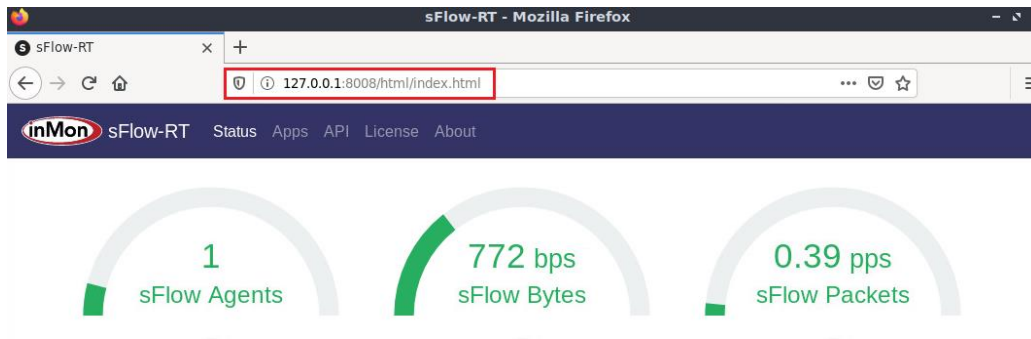 sFlow-RT - Mozilla Firefox
S sFlow-RT × +
127.0.0.1:8008/html/index.html
inMon sFlow-RT Status Apps API License About
1 772 bps 0.39 pps
sFlow Agents sFlow Bytes sFlow Packets